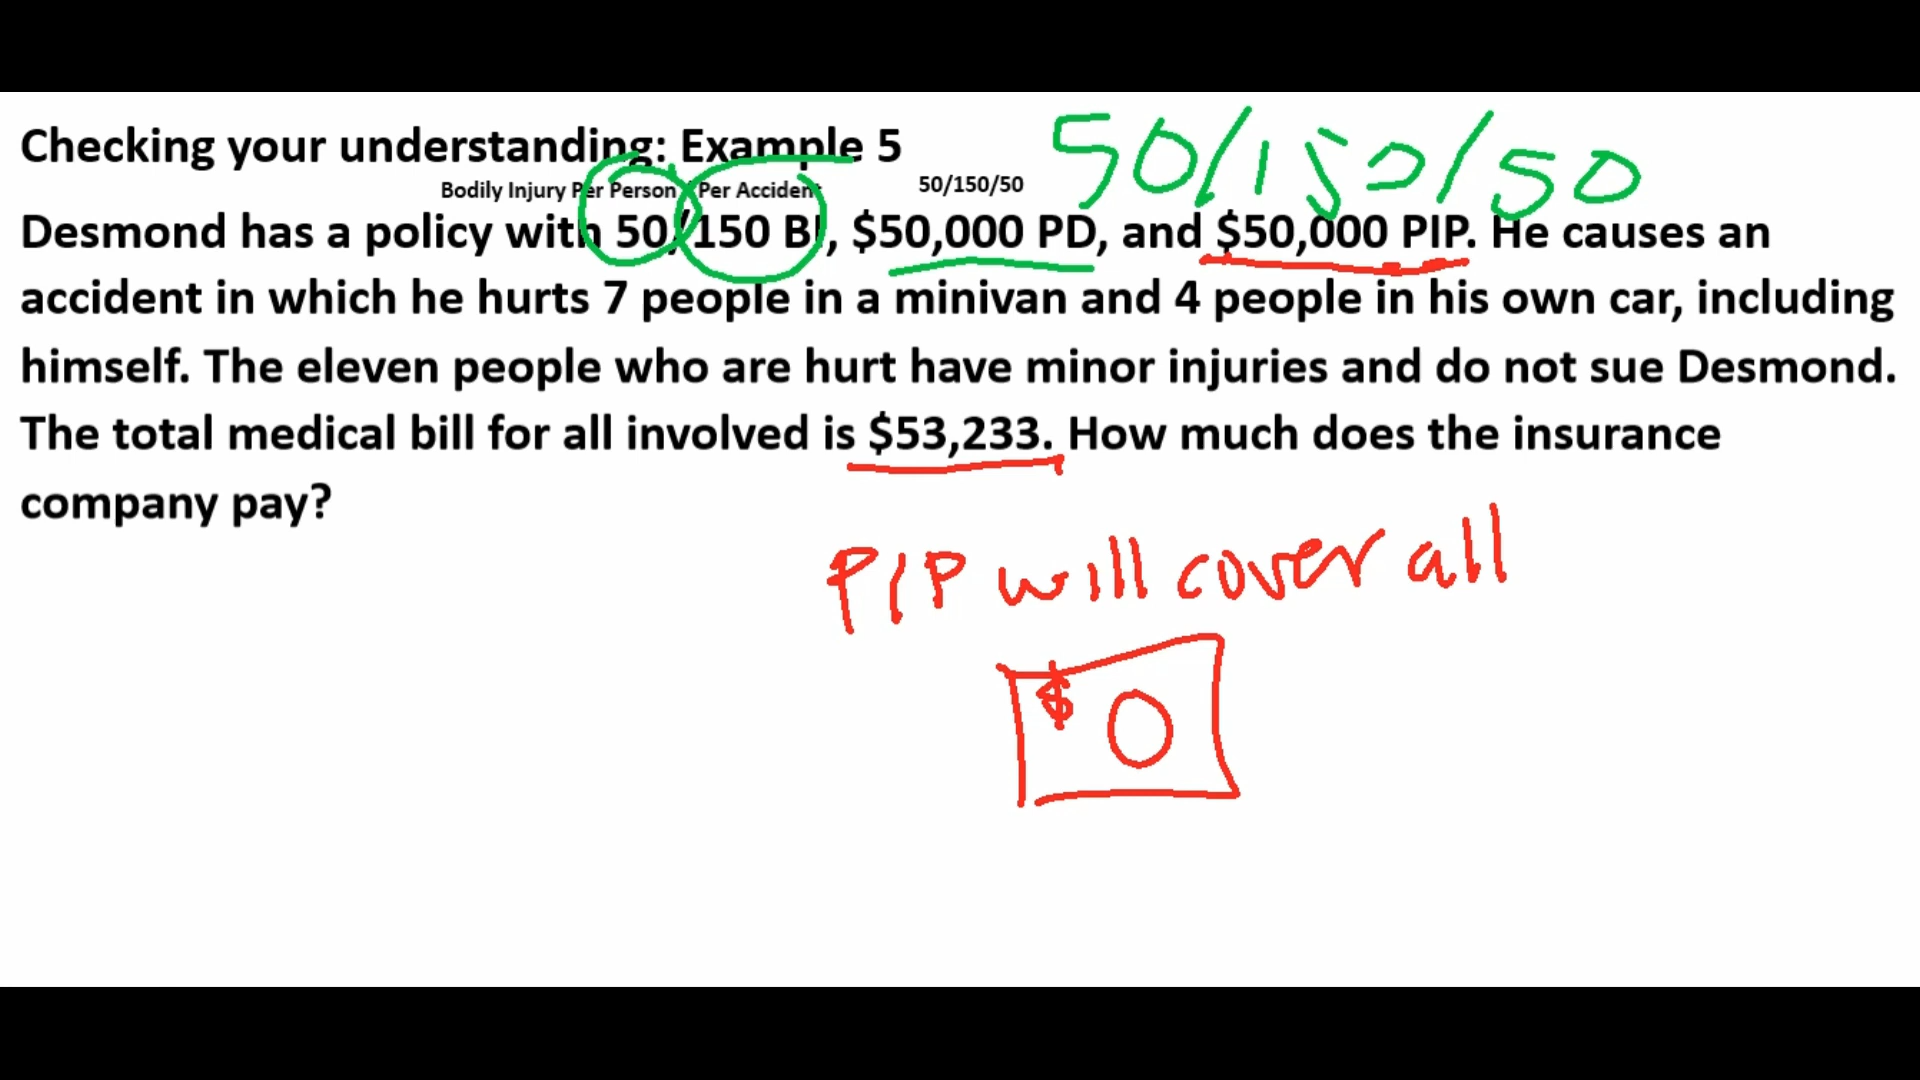 Checking your understanding: Example 5
50/150/50
Bodily Injury Per Person / Per Accident
50/150/50
Desmond has a policy with 50/150 BI, $50,000 PD, and $50,000 PIP. He causes an
accident in which he hurts 7 people in a minivan and 4 people in his own car, including
himself. The eleven people who are hurt have minor injuries and do not sue Desmond.
The total medical bill for all involved is $53,233. How much does the insurance
company pay?
PIP will cover all
$ 0